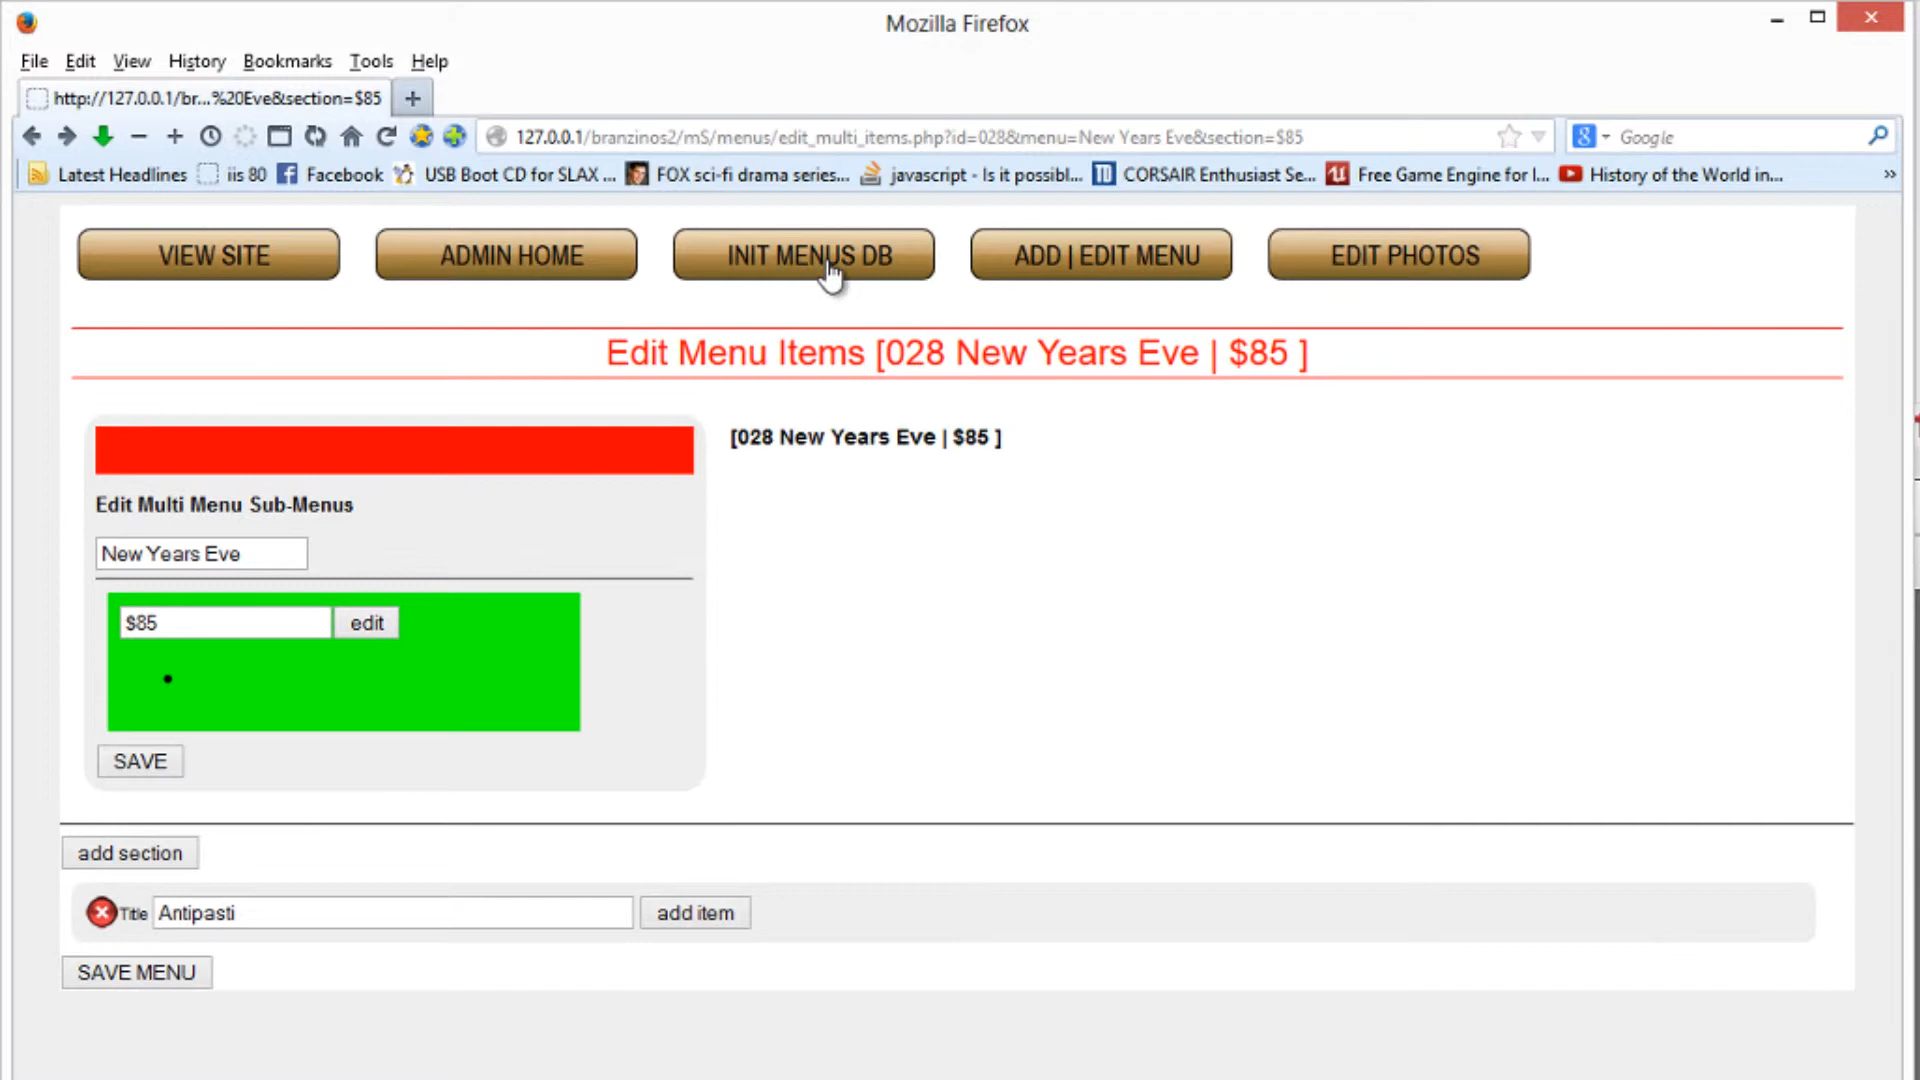 Mozilla Firefox
File Edit View History Bookmarks Tools Help
http://127.0.0.1/br...%20Eve&section=$85
127.0.0.1/branzinos2/mS/menus/edit_multi_items.php?id=028&menu=New Years Eve&section=$85 Google
Latest Headlines iis 80 Facebook USB Boot CD for SLAX ... FOX sci-fi drama series... javascript - Is it possibl... CORSAIR Enthusiast Se... Free Game Engine for I... History of the World in... »
VIEW SITE ADMIN HOME INIT MENUS DB ADD | EDIT MENU EDIT PHOTOS
Edit Menu Items [028 New Years Eve | $85 ]
[028 New Years Eve | $85 ]
Edit Multi Menu Sub-Menus
New Years Eve
$85 edit
SAVE
add section
Title Antipasti add item
SAVE MENU